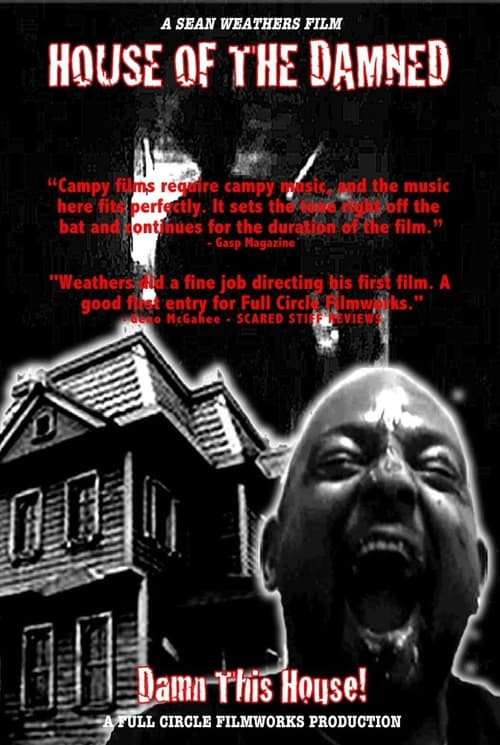 A SEAN WEATHERS FILM
HOUSE OF THE DAMNED
“Campy films require campy music, and the music
here fits perfectly. It sets the tone right off the
bat and continues for the duration of the film.”
- Gasp Magazine
"Weathers did a fine job directing his first film. A
good first entry for Full Circle Filmworks."
- Geno McGahee - SCARED STIFF REVIEWS
Damn This House!
A FULL CIRCLE FILMWORKS PRODUCTION